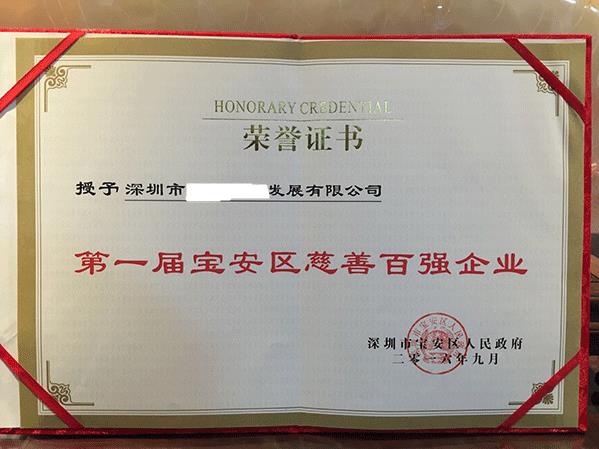 HONORARY CREDENTIAL
荣誉证书
授予 深圳市 发展有限公司
第一届宝安区慈善百强企业
深圳市宝安区人民政府
二零一六年九月